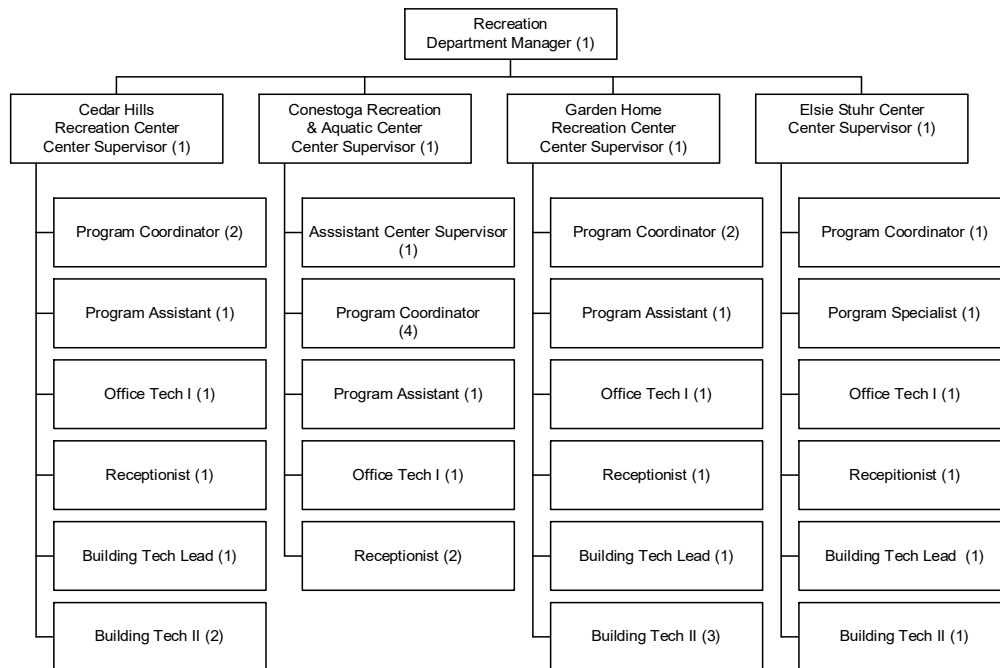 Recreation
Department Manager (1)
Cedar Hills
Recreation Center
Center Supervisor (1)
Program Coordinator (2)
Program Assistant (1)
Office Tech I (1)
Receptionist (1)
Building Tech Lead (1)
Building Tech II (2)
Conestoga Recreation
& Aquatic Center
Center Supervisor (1)
Asssistant Center Supervisor
(1)
Program Coordinator
(4)
Program Assistant (1)
Office Tech I (1)
Receptionist (2)
Garden Home
Recreation Center
Center Supervisor (1)
Program Coordinator (2)
Program Assistant (1)
Office Tech I (1)
Receptionist (1)
Building Tech Lead (1)
Building Tech II (3)
Elsie Stuhr Center
Center Supervisor (1)
Program Coordinator (1)
Porgram Specialist (1)
Office Tech I (1)
Recepitionist (1)
Building Tech Lead  (1)
Building Tech II (1)